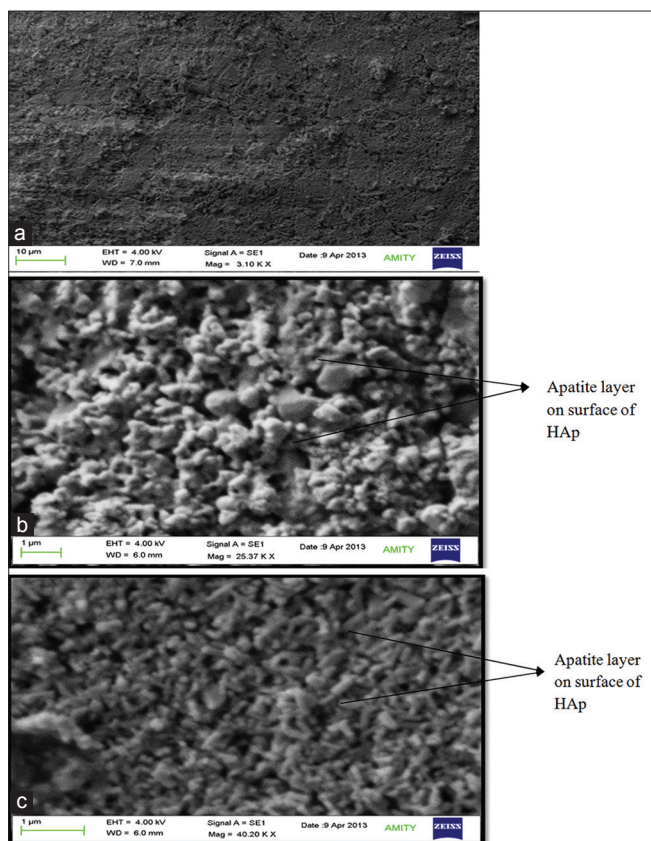 a
10 µm
EHT = 4.00 kV
WD = 7.0 mm
Signal A = SE1
Mag = 3.10 K X
Date :9 Apr 2013
AMITY
ZEISS
Apatite layer
on surface of
HAp
b
1 µm
EHT = 4.00 kV
WD = 6.0 mm
Signal A = SE1
Mag = 25.37 K X
Date :9 Apr 2013
AMITY
ZEISS
Apatite layer
on surface of
HAp
c
1 µm
EHT = 4.00 kV
WD = 6.0 mm
Signal A = SE1
Mag = 40.20 K X
Date :9 Apr 2013
AMITY
ZEISS